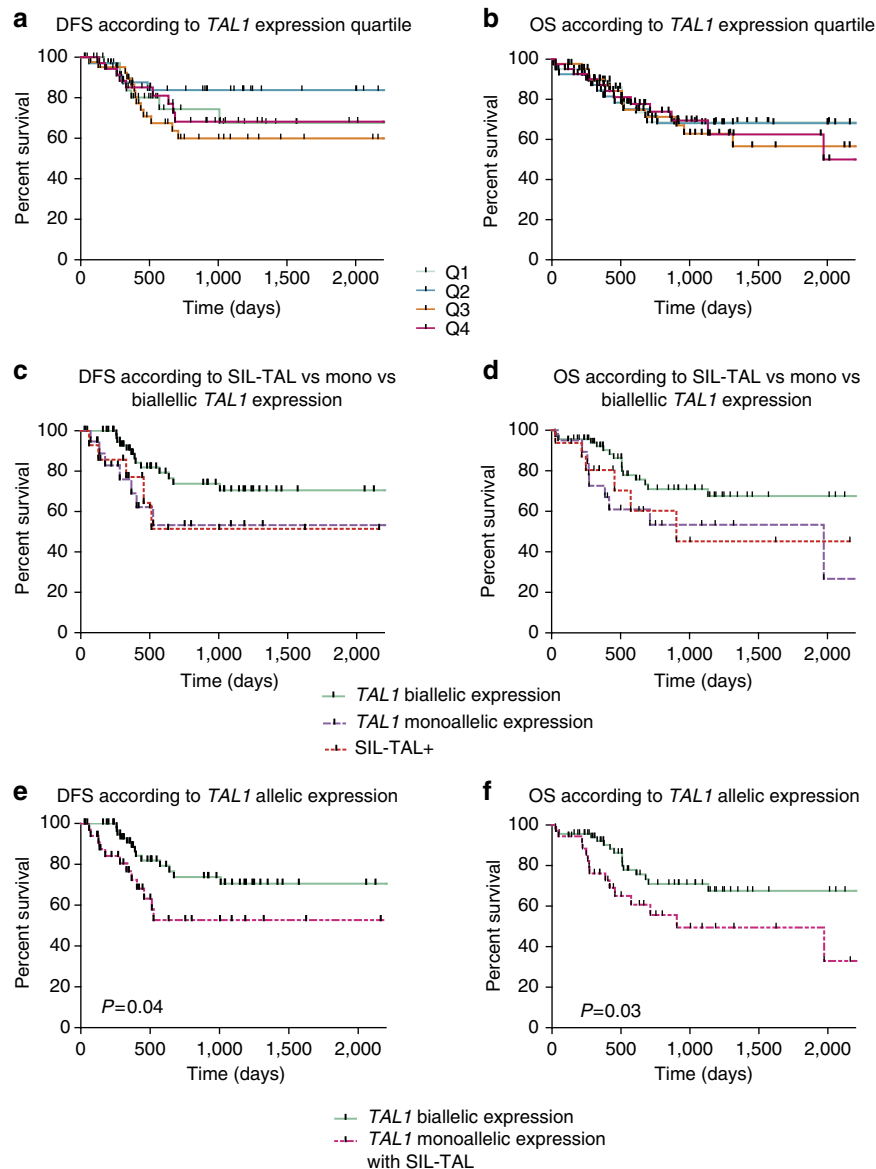 a
DFS according to TAL1 expression quartile
Percent survival
100
80
60
40
20
0
0 500 1,000 1,500 2,000
Time (days)
b
OS according to TAL1 expression quartile
Percent survival
100
80
60
40
20
0
0 500 1,000 1,500 2,000
Time (days)
Q1
Q2
Q3
Q4
c
DFS according to SIL-TAL vs mono vs
biallellic TAL1 expression
Percent survival
100
80
60
40
20
0
0 500 1,000 1,500 2,000
Time (days)
d
OS according to SIL-TAL vs mono vs
biallellic TAL1 expression
Percent survival
100
80
60
40
20
0
0 500 1,000 1,500 2,000
Time (days)
TAL1 biallelic expression
TAL1 monoallelic expression
SIL-TAL+
e
DFS according to TAL1 allelic expression
Percent survival
100
80
60
40
20
0
P=0.04
0 500 1,000 1,500 2,000
Time (days)
f
OS according to TAL1 allelic expression
Percent survival
100
80
60
40
20
0
P=0.03
0 500 1,000 1,500 2,000
Time (days)
TAL1 biallelic expression
TAL1 monoallelic expression
with SIL-TAL